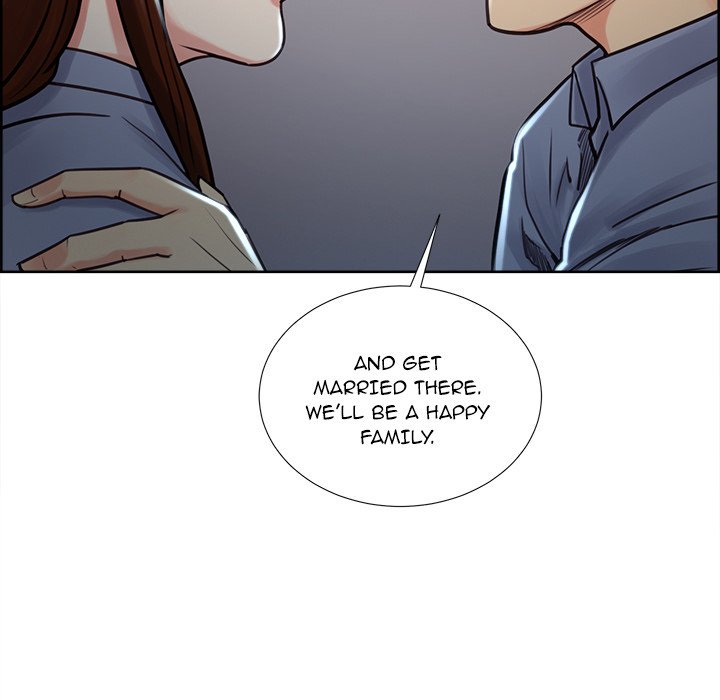 AND GET
MARRIED THERE.
WE'LL BE A HAPPY
FAMILY.